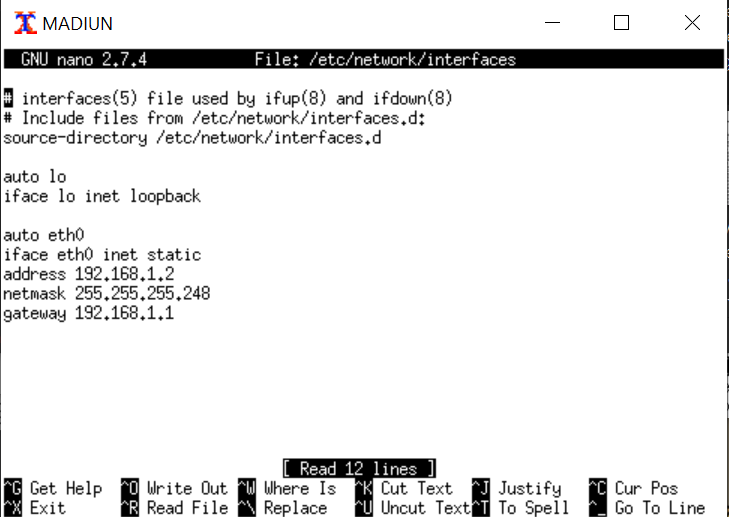 MADIUN
GNU nano 2.7.4 File: /etc/network/interfaces
# interfaces(5) file used by ifup(8) and ifdown(8)
# Include files from /etc/network/interfaces.d:
source-directory /etc/network/interfaces.d
auto lo
iface lo inet loopback
auto eth0
iface eth0 inet static
address 192.168.1.2
netmask 255.255.255.248
gateway 192.168.1.1
[ Read 12 lines ]
^G Get Help ^O Write Out ^W Where Is ^K Cut Text ^J Justify ^C Cur Pos
^X Exit ^R Read File ^\ Replace ^U Uncut Text^T To Spell ^_ Go To Line